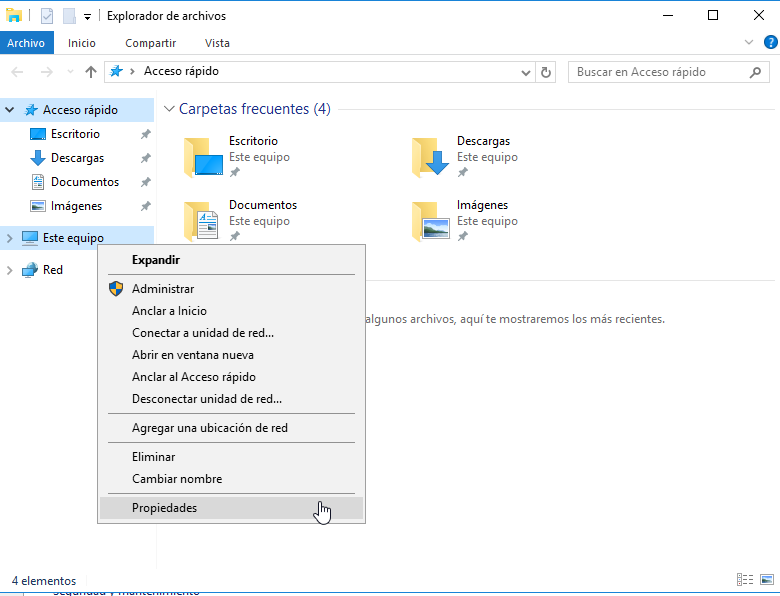 Explorador de archivos
Archivo Inicio Compartir Vista
Acceso rápido
Buscar en Acceso rápido
Acceso rápido
Escritorio
Descargas
Documentos
Imágenes
Este equipo
Red
Carpetas frecuentes (4)
Escritorio
Este equipo
Descargas
Este equipo
Documentos
Este equipo
Imágenes
Este equipo
algunos archivos, aquí te mostraremos los más recientes.
Expandir
Administrar
Anclar a Inicio
Conectar a unidad de red...
Abrir en ventana nueva
Anclar al Acceso rápido
Desconectar unidad de red...
Agregar una ubicación de red
Eliminar
Cambiar nombre
Propiedades
4 elementos
seguridad y mantenimiento